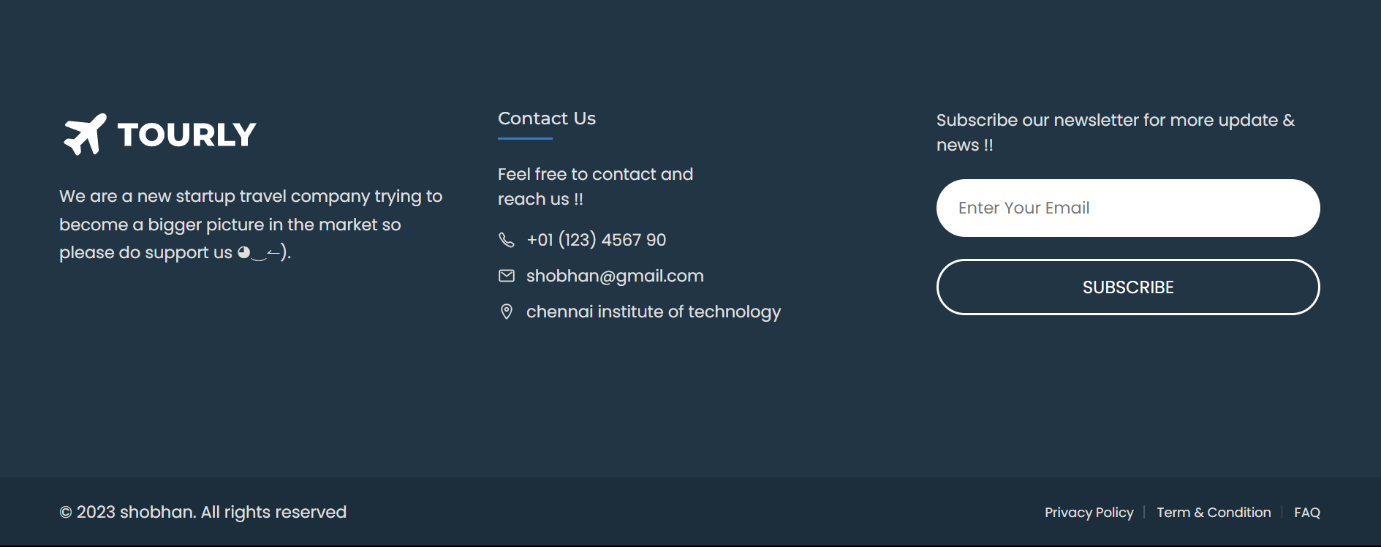 TOURLY
We are a new startup travel company trying to
become a bigger picture in the market so
please do support us ◕‿↼).
Contact Us
Feel free to contact and
reach us !!
+01 (123) 4567 90
shobhan@gmail.com
chennai institute of technology
Subscribe our newsletter for more update &
news !!
Enter Your Email
SUBSCRIBE
© 2023 shobhan. All rights reserved
Privacy Policy | Term & Condition | FAQ